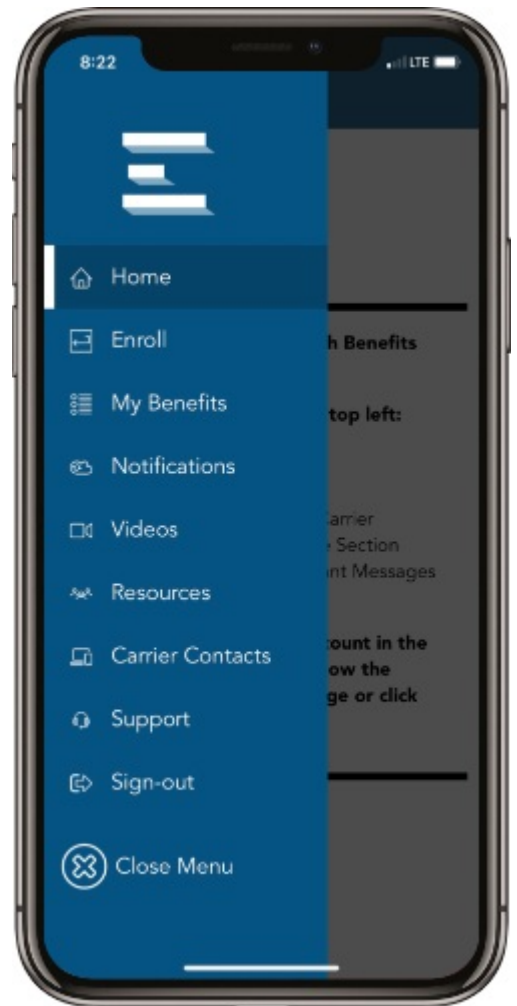 8:22
LTE
Home
Enroll
h Benefits
My Benefits
top left:
Notifications
Videos
Carrier
Section
Resources
ant Messages
Carrier Contacts
count in the
ow the
ge or click
Support
Sign-out
Close Menu